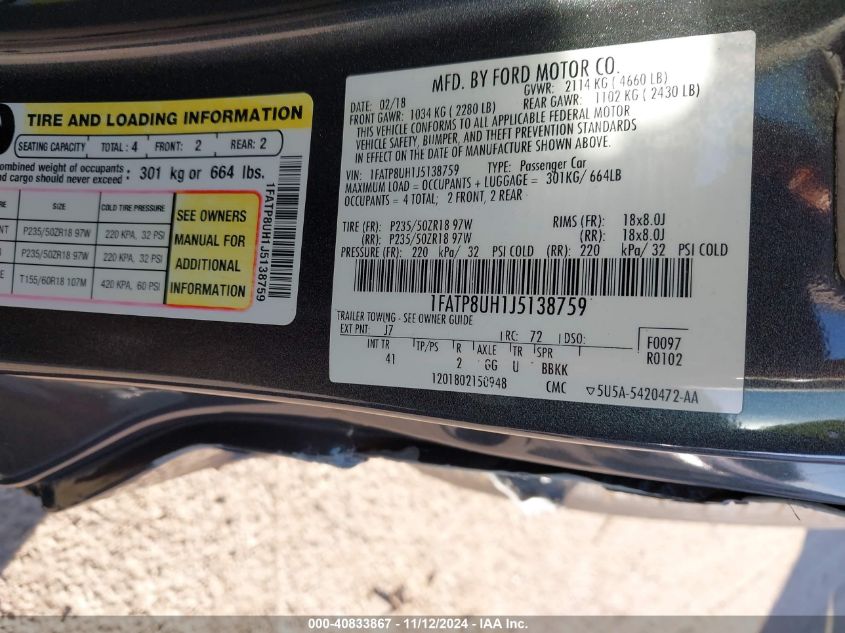 TIRE AND LOADING INFORMATION
SEATING CAPACITY TOTAL: 4 FRONT: 2 REAR: 2
ombined weight of occupants :
nd cargo should never exceed : 301 kg or 664 lbs.
SIZE COLD TIRE PRESSURE
NT P235/50ZR18 97W 220 KPA, 32 PSI
P235/50ZR18 97W 220 KPA, 32 PSI
E T155/60R18 107M 420 KPA, 60 PSI
SEE OWNERS
MANUAL FOR
ADDITIONAL
INFORMATION
1FATP8UH1J5138759
MFD. BY FORD MOTOR CO.
DATE: 02/18 GVWR: 2114 KG ( 4660 LB)
FRONT GAWR: 1034 KG ( 2280 LB) REAR GAWR: 1102 KG ( 2430 LB)
THIS VEHICLE CONFORMS TO ALL APPLICABLE FEDERAL MOTOR
VEHICLE SAFETY, BUMPER, AND THEFT PREVENTION STANDARDS
IN EFFECT ON THE DATE OF MANUFACTURE SHOWN ABOVE.
VIN: 1FATP8UH1J5138759 TYPE: Passenger Car
MAXIMUM LOAD = OCCUPANTS + LUGGAGE = 301KG/ 664LB
OCCUPANTS = 4 TOTAL; 2 FRONT, 2 REAR
TIRE (FR): P235/50ZR18 97W RIMS (FR): 18x8.0J
(RR): P235/50ZR18 97W (RR): 18x8.0J
PRESSURE (FR): 220 kPa/ 32 PSI COLD (RR): 220 kPa/ 32 PSI COLD
1FATP8UH1J5138759
TRAILER TOWING - SEE OWNER GUIDE
EXT PNT: J7 RC: 72 DSO: F0097
INT TR TP/PS R AXLE TR SPR R0102
41 2 GG U BBKK
1201802150948 CMC ▽5U5A-5420472-AA
000-40833867 - 11/12/2024 - IAAI.COM